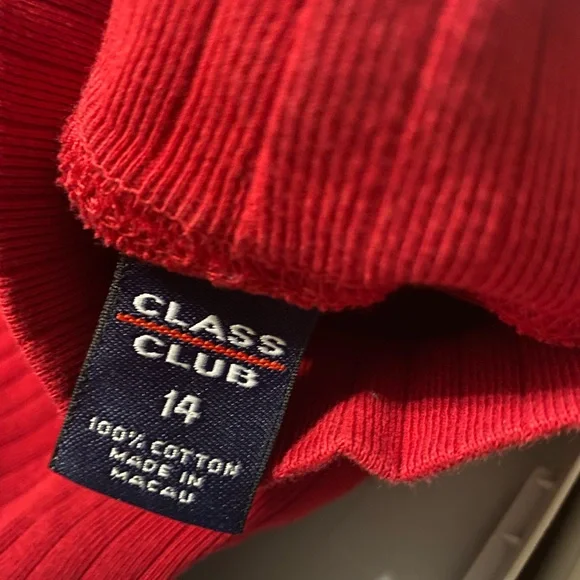 CLASS
CLUB
14
100% COTTON
MADE IN
MACAU